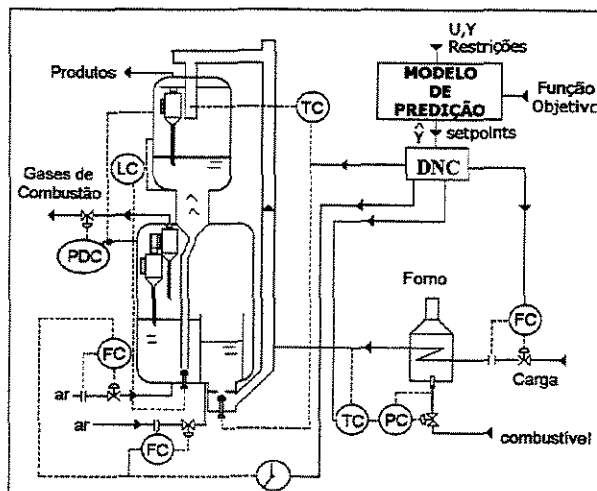 U,Y
Restrições
Produtos
MODELO
DE
PREDIÇÃO
Função
Objetivo
TC
Ŷ
setpoints
DNC
LC
Gases de
Combustão
PDC
Forno
FC
FC
Carga
ar
ar
FC
TC
PC
combustível